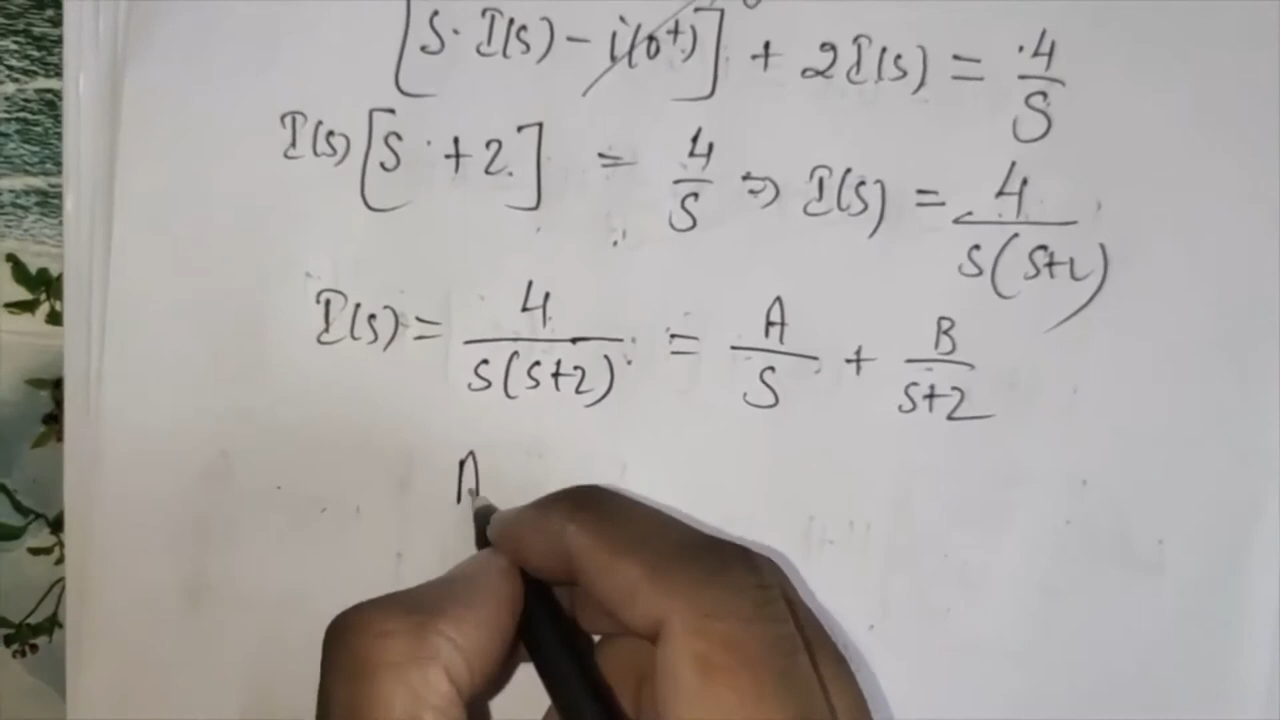 [S· I(s) − i(0⁺)] + 2I(s) = 4/S
I(s) [S + 2] = 4/S ⇒ I(s) = 4/S(S+2)
I(s) = 4/S(S+2) = A/S + B/S+2
A